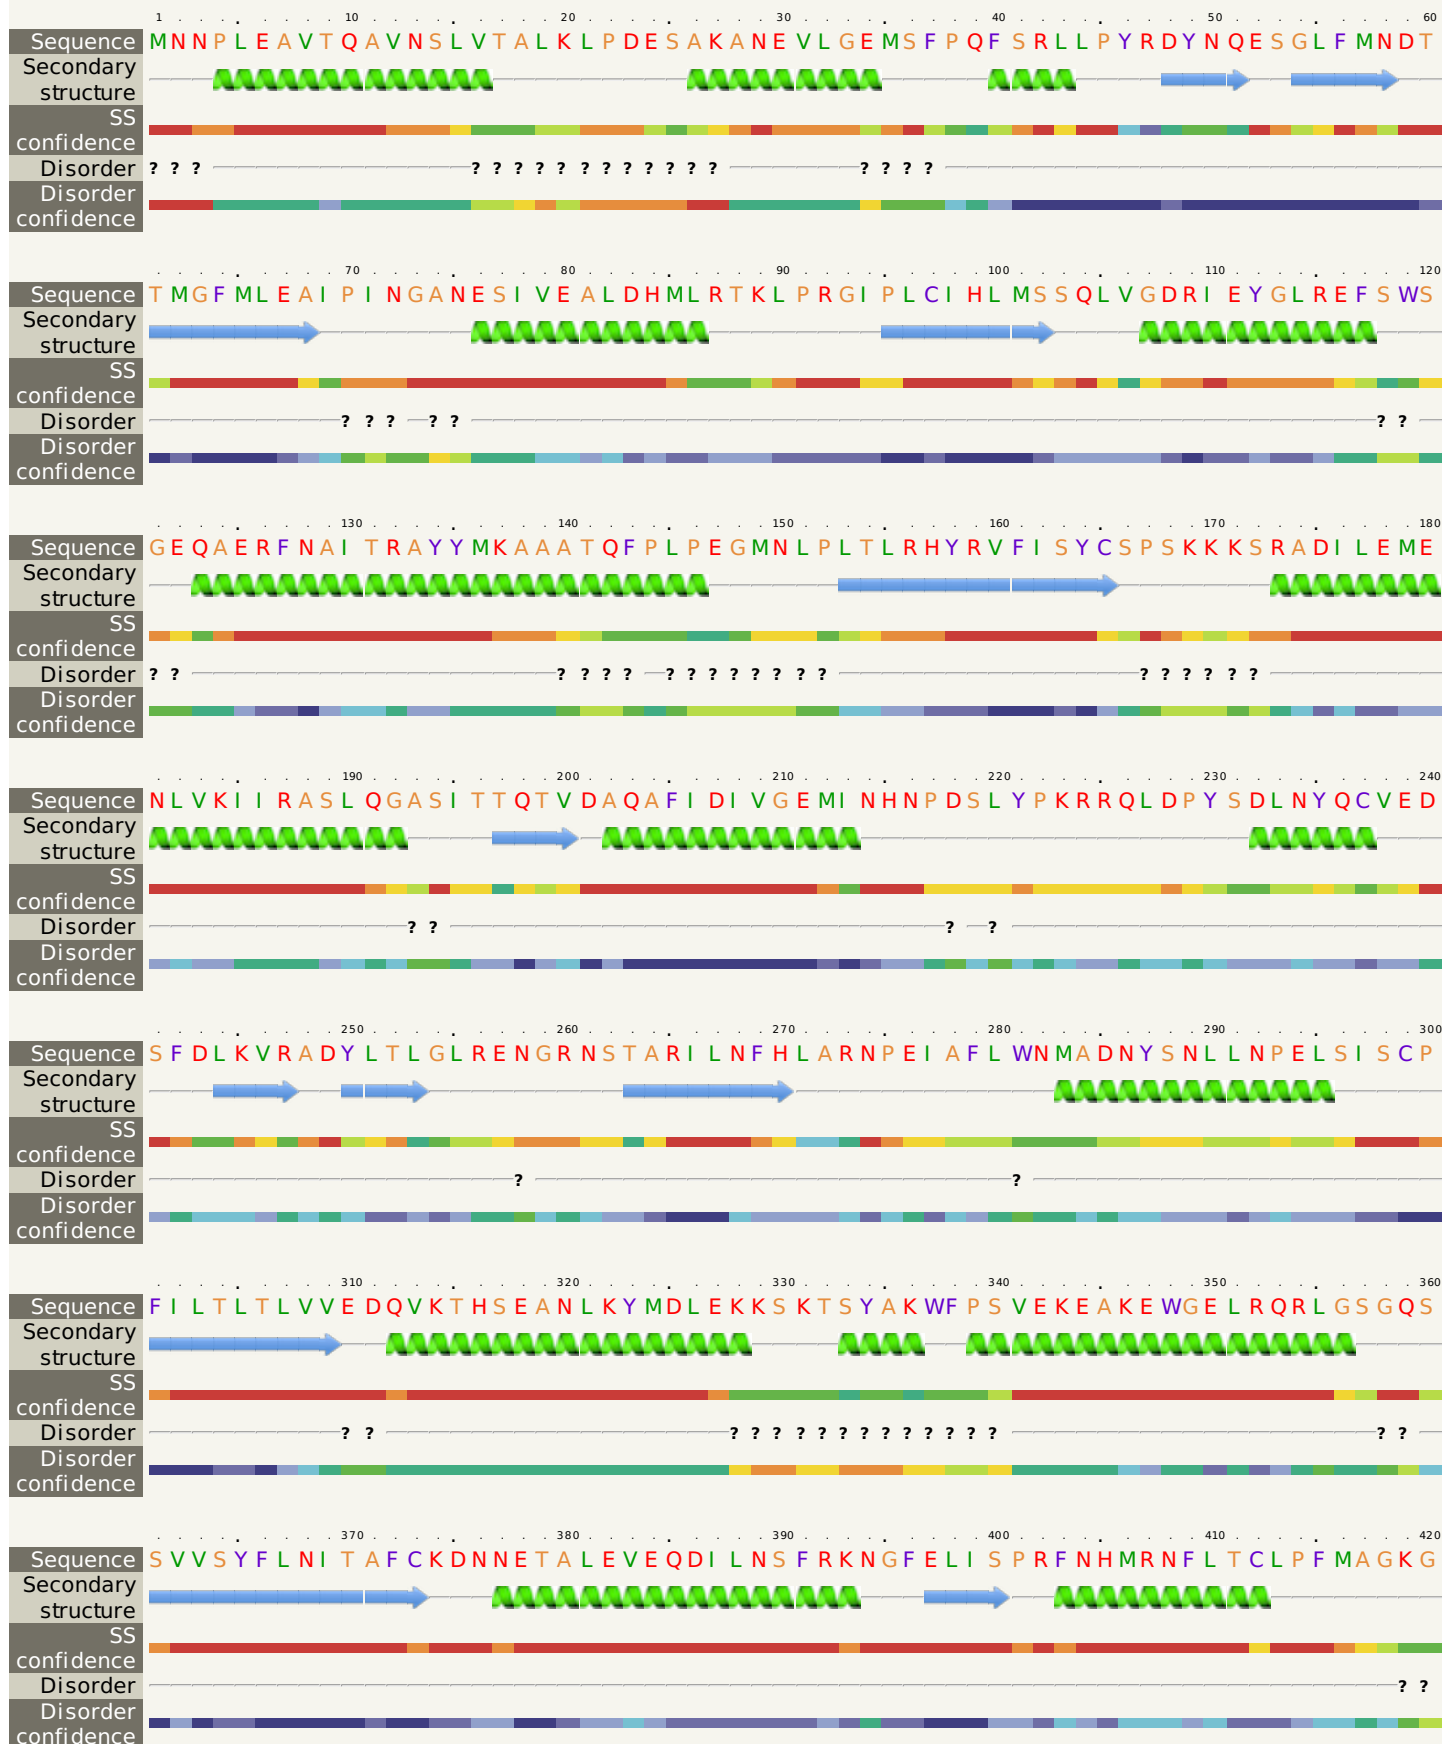 1 10 20 30 40 50 60
Sequence MNNPLEAVTQAVNSLVTALKLPDESAKANEVLGEMSFPQFSRLLPYRDYNQESGLFMNDT
Secondary
structure
SS
confidence
Disorder ? ? ? ? ? ? ? ? ? ? ? ? ? ? ? ? ? ? ?
Disorder
confidence
70 80 90 100 110 120
Sequence TMGFMLEAIPINGANESIVEALDHMLRTKLPRGIPLCIHLMSSQLVGDRIEYGLREFSWS
Secondary
structure
SS
confidence
Disorder ? ? ? ? ? ? ?
Disorder
confidence
130 140 150 160 170 180
Sequence GEQAERFNAITRAYYMKAAATQFPLPEGMNLPLTLRHYRVFISYCSPSKKKSRADILEME
Secondary
structure
SS
confidence
Disorder ? ? ? ? ? ? ? ? ? ? ? ? ? ? ? ? ? ? ? ?
Disorder
confidence
190 200 210 220 230 240
Sequence NLVKIIRASLQGASITTQTVDAQAFIDIVGEMINHNPDSLYPKRRQLDPYSDLNYQCVED
Secondary
structure
SS
confidence
Disorder ? ? ? ?
Disorder
confidence
250 260 270 280 290 300
Sequence SFDLKVRADYLTLGLRENGRNSTARILNFHLARNPEIAFLWNMADNYSNLLNPELSISCP
Secondary
structure
SS
confidence
Disorder ? ?
Disorder
confidence
310 320 330 340 350 360
Sequence FILTLTLVVEDQVKTHSEANLKYMDLEKKSKTSYAKWFPSVEKEAKEWGELRQRLGSGQS
Secondary
structure
SS
confidence
Disorder ? ? ? ? ? ? ? ? ? ? ? ? ? ? ? ? ?
Disorder
confidence
370 380 390 400 410 420
Sequence SVVSYFLNITAFCKDNNETALEVEQDILNSFRKNGFELISPRFNHMRNFLTCLPFMAGKG
Secondary
structure
SS
confidence
Disorder ? ?
Disorder
confidence